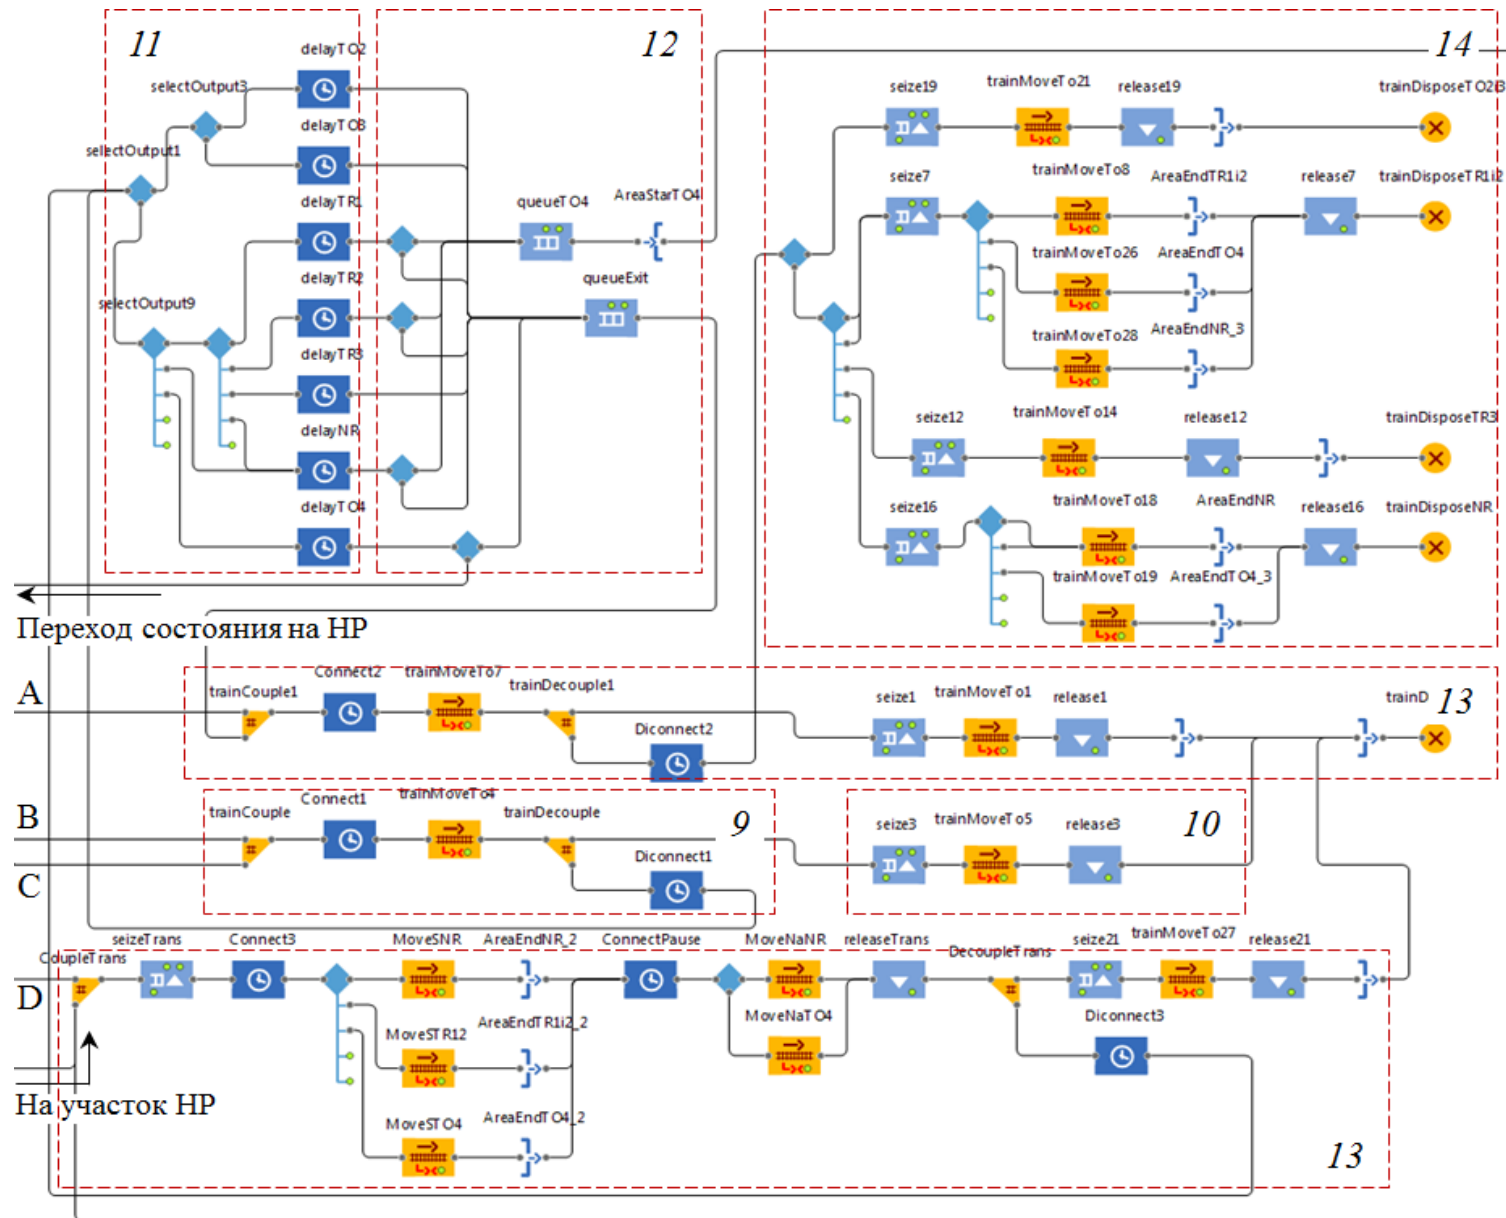 11
12
14
delayTO2
selectOutput3
delayTO3
selectOutput1
delayTR1
delayTR2
selectOutput9
delayTR3
delayNR
delayTO4
queueTO4
AreaStarTO4
queueExit
seize19
trainMoveTo21
release19
trainDisposeTO2i3
seize7
trainMoveTo8
AreaEndTR1i2
release7
trainDisposeTR1i2
trainMoveTo26
AreaEndTO4
trainMoveTo28
AreaEndNR_3
seize12
trainMoveTo14
release12
trainDisposeTR3
seize16
trainMoveTo18
AreaEndNR
release16
trainDisposeNR
trainMoveTo19
AreaEndTO4_3
Переход состояния на НР
A
trainCouple1
Connect2
trainMoveTo7
trainDecouple1
Diconnect2
seize1
trainMoveTo1
release1
trainD
13
B
C
trainCouple
Connect1
trainMoveTo4
trainDecouple
9
Diconnect1
seize3
trainMoveTo5
release3
10
D
CoupleTrans
seizeTrans
Connect3
MoveSNR
AreaEndNR_2
ConnectPause
MoveNaNR
releaseTrans
DecoupleTrans
seize21
trainMoveTo27
release21
MoveSTR12
AreaEndTR1i2_2
MoveNaTO4
Diconnect3
На участок НР
MoveSTO4
AreaEndTO4_2
13